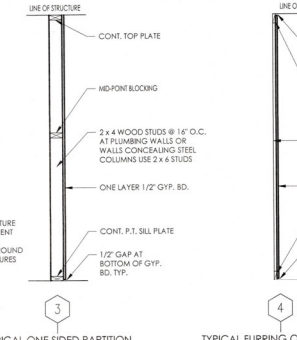 LINE OF STRUCTURE
LINE O
CONT. TOP PLATE
MID-POINT BLOCKING
2 x 4 WOOD STUDS @ 16" O.C.
AT PLUMBING WALLS OR
WALLS CONCEALING STEEL
COLUMNS USE 2 x 6 STUDS
ONE LAYER 1/2" GYP. BD.
TURE
ENT
OUND
URES
CONT. P.T. SILL PLATE
1/2" GAP AT
BOTTOM OF GYP.
BD. TYP.
3
4
ICAL ONE SIDED PARTITION
TYPICAL FURRING C